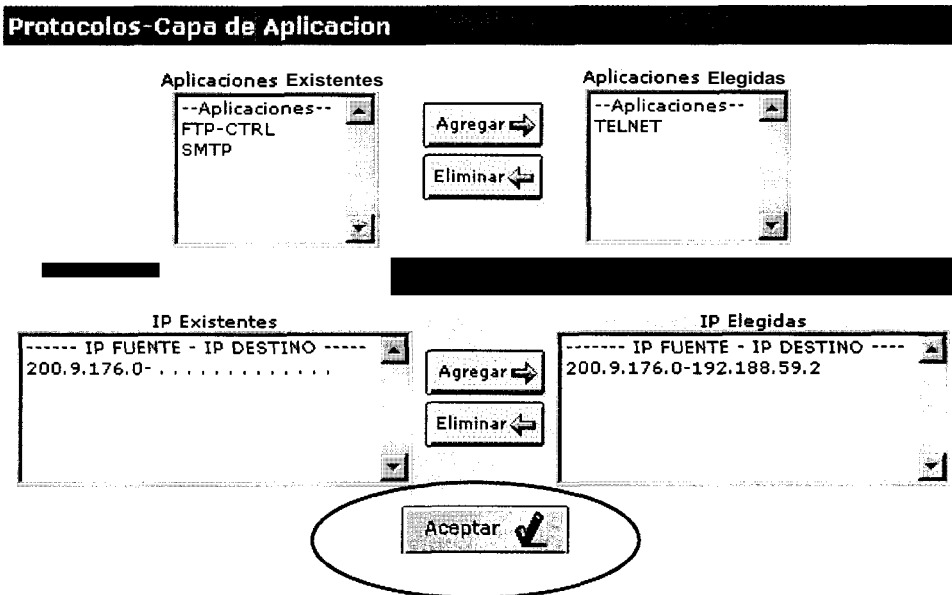 Protocolos-Capa de Aplicacion
Aplicaciones Existentes
--Aplicaciones--
FTP-CTRL
SMTP
Agregar
Eliminar
Aplicaciones Elegidas
--Aplicaciones--
TELNET
IP Existentes
------ IP FUENTE - IP DESTINO -----
200.9.176.0- . . . . . . . . . . . . .
Agregar
Eliminar
IP Elegidas
------- IP FUENTE - IP DESTINO ----
200.9.176.0-192.188.59.2
Aceptar